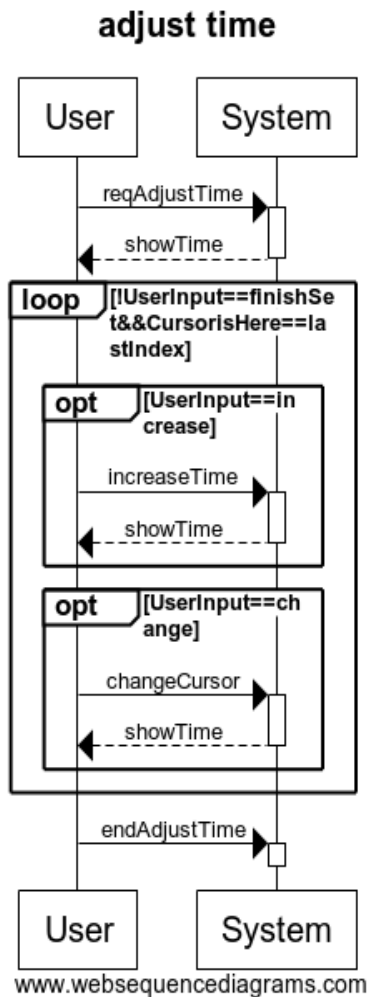 adjust time
User
System
reqAdjustTime
showTime
loop
[!UserInput==finishSe
t&&CursorisHere==la
stIndex]
opt
[UserInput==in
crease]
increaseTime
showTime
opt
[UserInput==ch
ange]
changeCursor
showTime
endAdjustTime
User
System
www.websequencediagrams.com